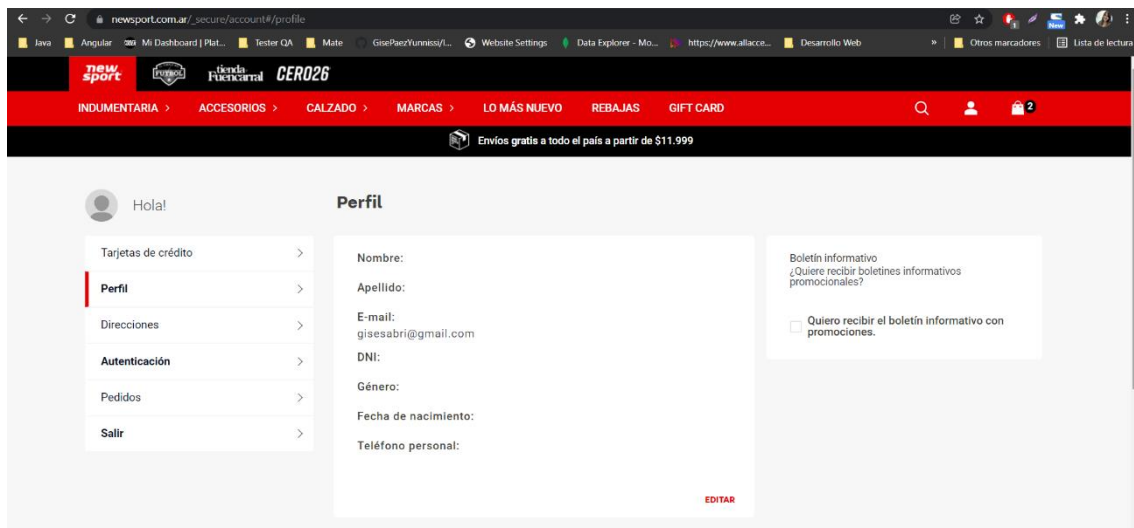 newsport.com.ar/_secure/account#/profile
Java Angular Mi Dashboard | Plat... Tester QA Mate GisePaezYunnissi/l... Website Settings Data Explorer - Mo... https://www.allacce... Desarrollo Web » Otros marcadores Lista de lectura
1 New
new sport FUTBOL tienda Fuencarral CERO26
INDUMENTARIA > ACCESORIOS > CALZADO > MARCAS > LO MÁS NUEVO REBAJAS GIFT CARD 2
Envíos gratis a todo el país a partir de $11.999
Hola!
Tarjetas de crédito
Perfil
Direcciones
Autenticación
Pedidos
Salir
Perfil
Nombre:
Apellido:
E-mail:
gisesabri@gmail.com
DNI:
Género:
Fecha de nacimiento:
Teléfono personal:
EDITAR
Boletín informativo
¿Quiere recibir boletines informativos
promocionales?
Quiero recibir el boletín informativo con
promociones.